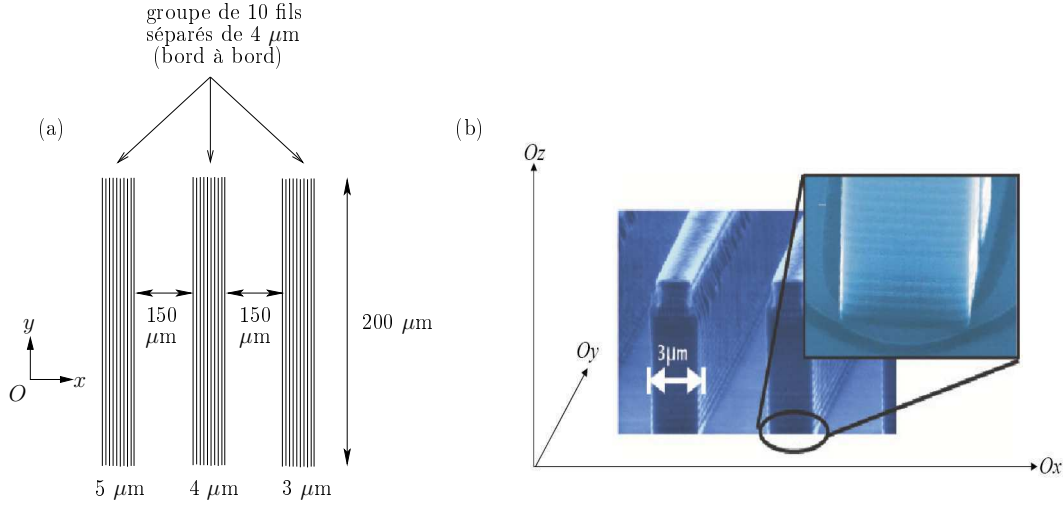 groupe de 10 fils
séparés de 4 μm
(bord à bord)
(a)
150
μm
150
μm
200 μm
y
O
x
5 μm
4 μm
3 μm
(b)
Oz
Oy
3μm
Ox